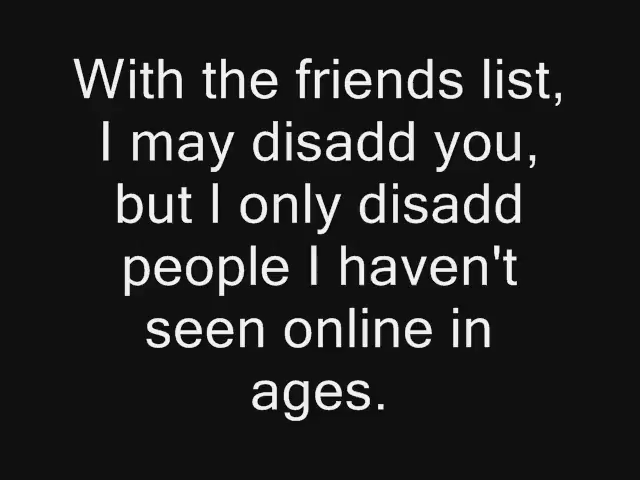 With the friends list,
I may disadd you,
but I only disadd
people I haven't
seen online in
ages.